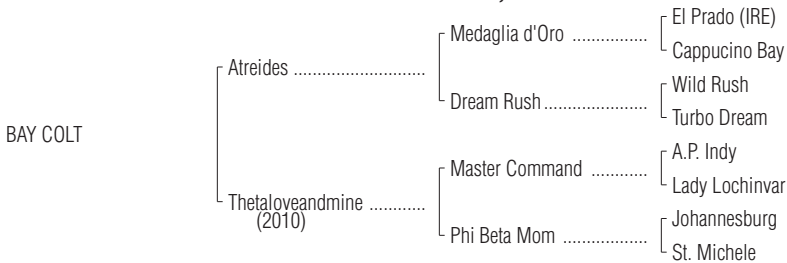 El Prado (IRE)
Medaglia d'Oro ................
Cappucino Bay
Atreides ............................
Wild Rush
Dream Rush......................
Turbo Dream
BAY COLT
A.P. Indy
Master Command ............
Lady Lochinvar
Thetaloveandmine ............
(2010)
Johannesburg
Phi Beta Mom ..................
St. Michele